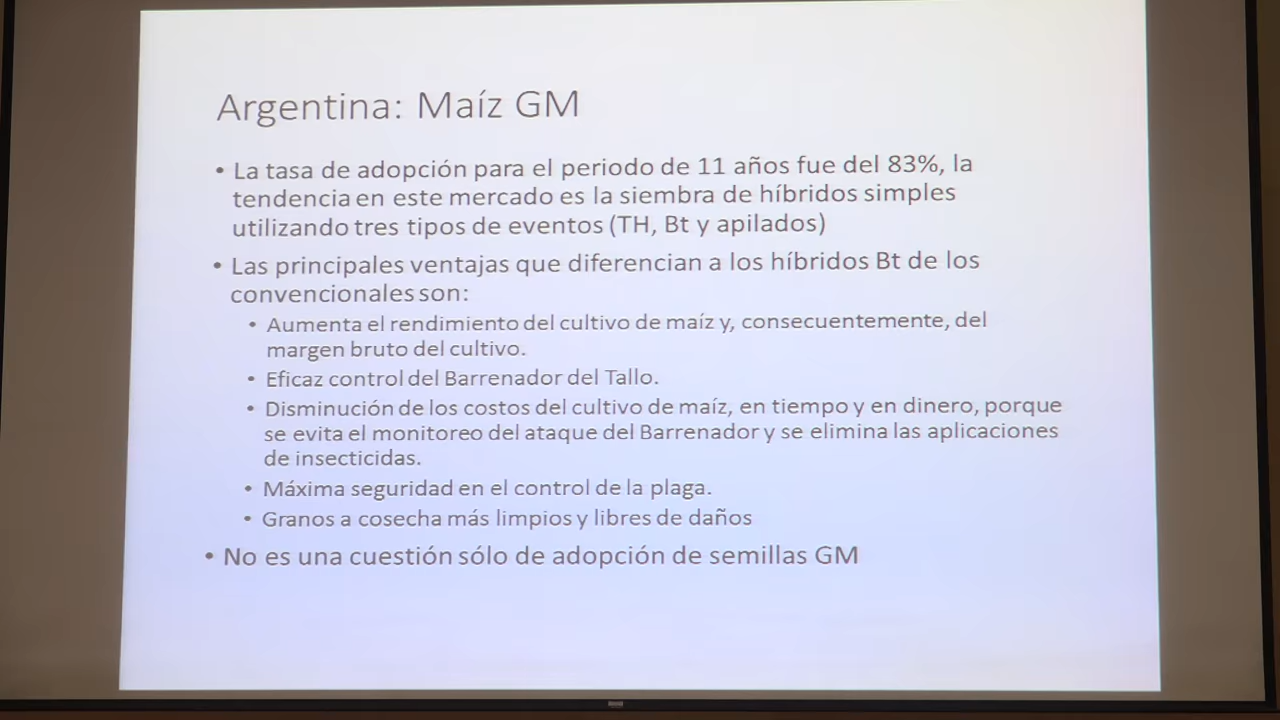 Argentina: Maíz GM
• La tasa de adopción para el periodo de 11 años fue del 83%, la
tendencia en este mercado es la siembra de híbridos simples
utilizando tres tipos de eventos (TH, Bt y apilados)
• Las principales ventajas que diferencian a los híbridos Bt de los
convencionales son:
• Aumenta el rendimiento del cultivo de maíz y, consecuentemente, del
margen bruto del cultivo.
• Eficaz control del Barrenador del Tallo.
• Disminución de los costos del cultivo de maíz, en tiempo y en dinero, porque
se evita el monitoreo del ataque del Barrenador y se elimina las aplicaciones
de insecticidas.
• Máxima seguridad en el control de la plaga.
• Granos a cosecha más limpios y libres de daños
• No es una cuestión sólo de adopción de semillas GM